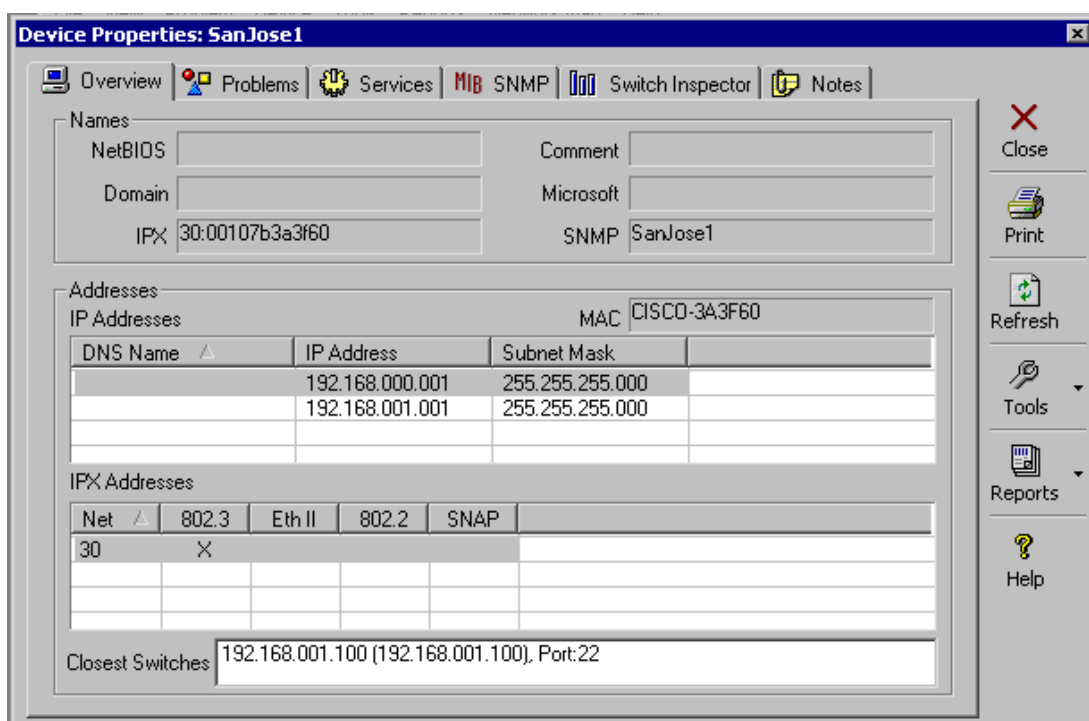 Device Properties: SanJose1
Overview Problems Services MIB SNMP Switch Inspector Notes
Names
NetBIOS Comment
Domain Microsoft
IPX 30:00107b3a3f60 SNMP SanJose1
Addresses
IP Addresses MAC CISCO-3A3F60
DNS Name IP Address Subnet Mask
192.168.000.001 255.255.255.000
192.168.001.001 255.255.255.000
IPX Addresses
Net 802.3 Eth II 802.2 SNAP
30 X
Closest Switches 192.168.001.100 (192.168.001.100), Port:22
Close
Print
Refresh
Tools
Reports
Help